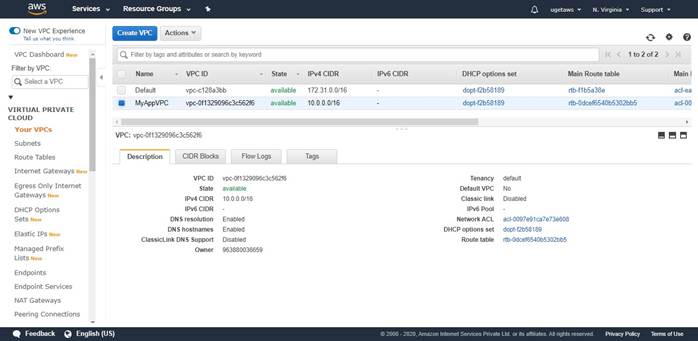 aws Services Resource Groups ugetaws N. Virginia Support
New VPC Experience
Tell us what you think
VPC Dashboard New
Filter by VPC:
Select a VPC
VIRTUAL PRIVATE
CLOUD
Your VPCs
Subnets
Route Tables
Internet Gateways New
Egress Only Internet
Gateways New
DHCP Options
Sets New
Elastic IPs New
Managed Prefix
Lists New
Endpoints
Endpoint Services
NAT Gateways
Peering Connections
Create VPC Actions
Filter by tags and attributes or search by keyword 1 to 2 of 2
Name VPC ID State IPv4 CIDR IPv6 CIDR DHCP options set Main Route table Main
Default vpc-c128a3bb available 172.31.0.0/16 - dopt-f2b58189 rtb-f1b5a38e acl-ea
MyAppVPC vpc-0f1329096c3c562f6 available 10.0.0.0/16 - dopt-f2b58189 rtb-0dcef6540b5302bb5 acl-00
VPC: vpc-0f1329096c3c562f6
Description CIDR Blocks Flow Logs Tags
VPC ID vpc-0f1329096c3c562f6 Tenancy default
State available Default VPC No
IPv4 CIDR 10.0.0.0/16 Classic link Disabled
IPv6 CIDR - IPv6 Pool -
DNS resolution Enabled Network ACL acl-0097e91ca7e73e608
DNS hostnames Enabled DHCP options set dopt-f2b58189
ClassicLink DNS Support Disabled Route table rtb-0dcef6540b5302bb5
Owner 963880036659
Feedback English (US) © 2008 - 2020, Amazon Internet Services Private Ltd. or its affiliates. All rights reserved. Privacy Policy Terms of Use